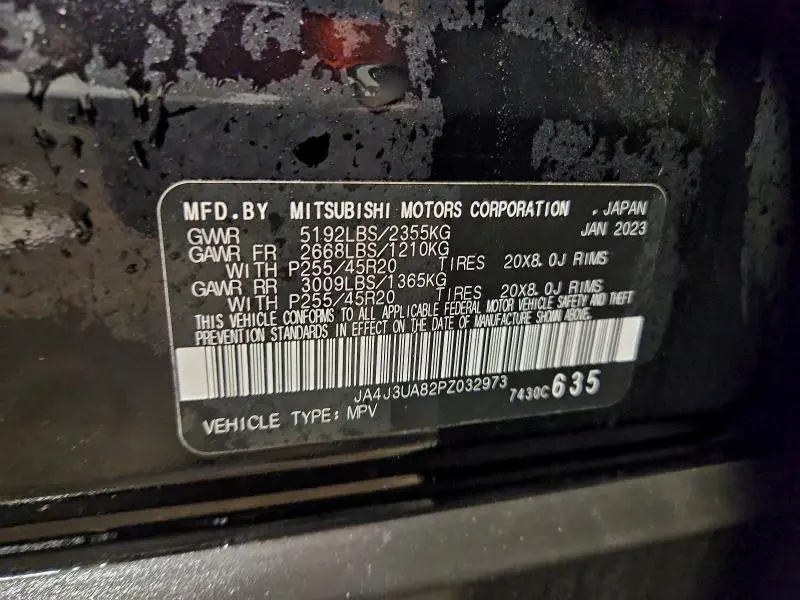 MFD.BY MITSUBISHI MOTORS CORPORATION . JAPAN
GVWR 5192LBS/2355KG JAN 2023
GAWR FR 2668LBS/1210KG
WITH P255/45R20 TIRES 20X8.0J RIMS
GAWR RR 3009LBS/1365KG
WITH P255/45R20 TIRES 20X8.0J RIMS
THIS VEHICLE CONFORMS TO ALL APPLICABLE FEDERAL MOTOR VEHICLE SAFETY AND THEFT
PREVENTION STANDARDS IN EFFECT ON THE DATE OF MANUFACTURE SHOWN ABOVE.
JA4J3UA82PZ032973 7430C635
VEHICLE TYPE: MPV